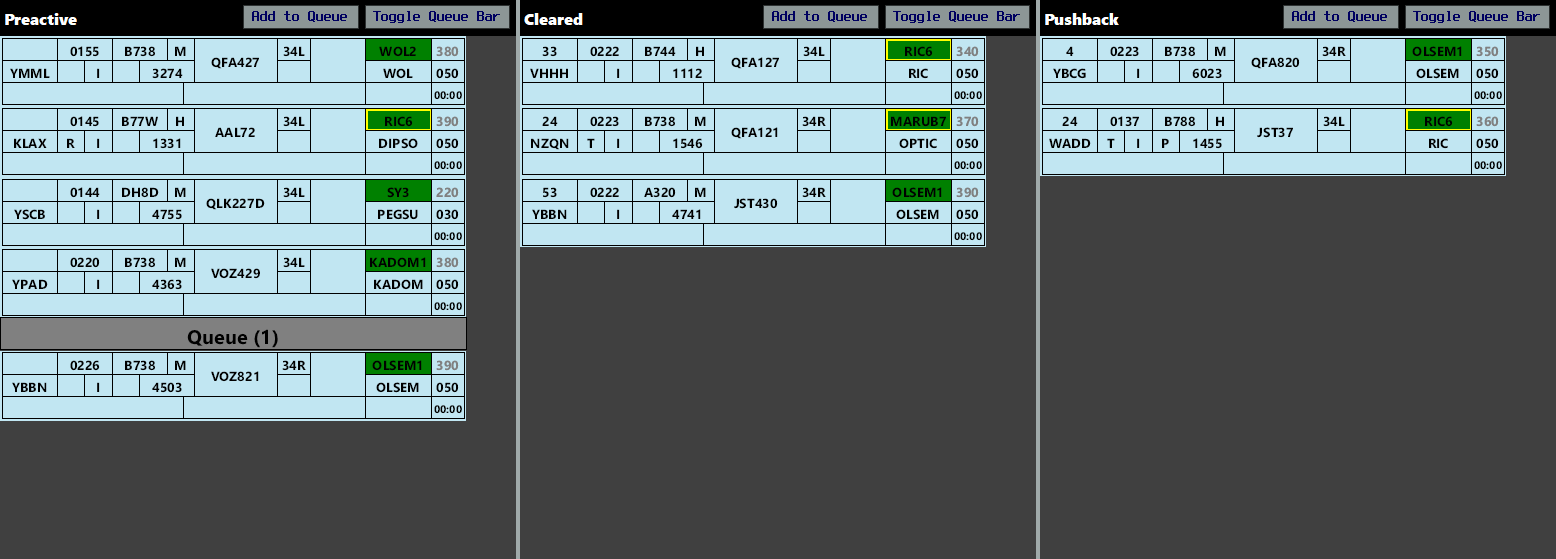 Preactive Add to Queue Toggle Queue Bar
0155 B738 M QFA427 34L WOL2 380
YMML I 3274 WOL 050
00:00
0145 B77W H AAL72 34L RIC6 390
KLAX R I 1331 DIPSO 050
00:00
0144 DH8D M QLK227D 34L SY3 220
YSCB I 4755 PEGSU 030
00:00
0220 B738 M VOZ429 34L KADOM1 380
YPAD I 4363 KADOM 050
00:00
Queue (1)
0226 B738 M VOZ821 34R OLSEM1 390
YBBN I 4503 OLSEM 050
00:00
Cleared Add to Queue Toggle Queue Bar
33 0222 B744 H QFA127 34L RIC6 340
VHHH I 1112 RIC 050
00:00
24 0223 B738 M QFA121 34R MARUB7 370
NZQN T I 1546 OPTIC 050
00:00
53 0222 A320 M JST430 34R OLSEM1 390
YBBN I 4741 OLSEM 050
00:00
Pushback Add to Queue Toggle Queue Bar
4 0223 B738 M QFA820 34R OLSEM1 350
YBCG I 6023 OLSEM 050
00:00
24 0137 B788 H JST37 34L RIC6 360
WADD T I P 1455 RIC 050
00:00